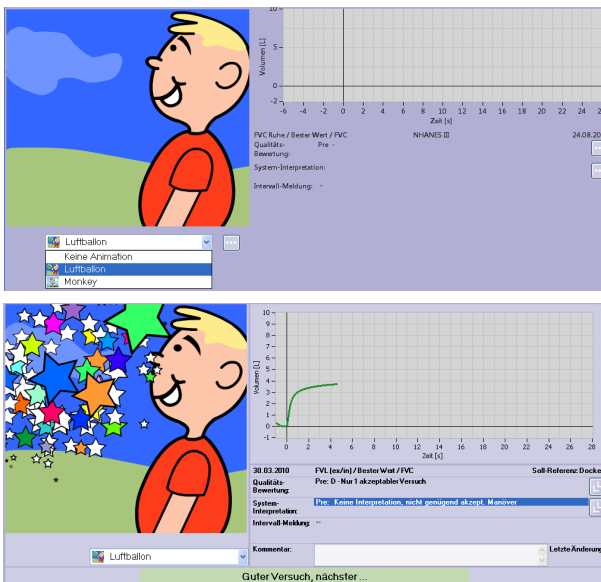 10
5
0
-2
Volumen [L]
-6 -4 -2 0 2 4 6 8 10 12 14 16 18 20 22 24
Zeit [s]
FVC Ruhe / Bester Wert / FVC NHANES III 24.08.20
Qualitäts- Pre -
Bewertung:
System-Interpretation:
Intervall-Meldung: -
Luftballon
Keine Animation
Luftballon
Monkey
10
9
8
7
6
5
4
3
2
1
0
-1
Volumen [L]
0 2 4 6 8 10 12 14 16 18 20 22 24 26 28
Zeit [s]
30.03.2010 FVL (ex/in) / Bester Wert / FVC Soll-Referenz: Docke
Qualitäts- Pre: D - Nur 1 akzeptabler Versuch
Bewertung:
System- Pre: Keine Interpretation, nicht genügend akzept. Manöver
Interpretation:
Intervall-Meldung: --
Kommentar: Letzte Änderung
Luftballon
Guter Versuch, nächster ...